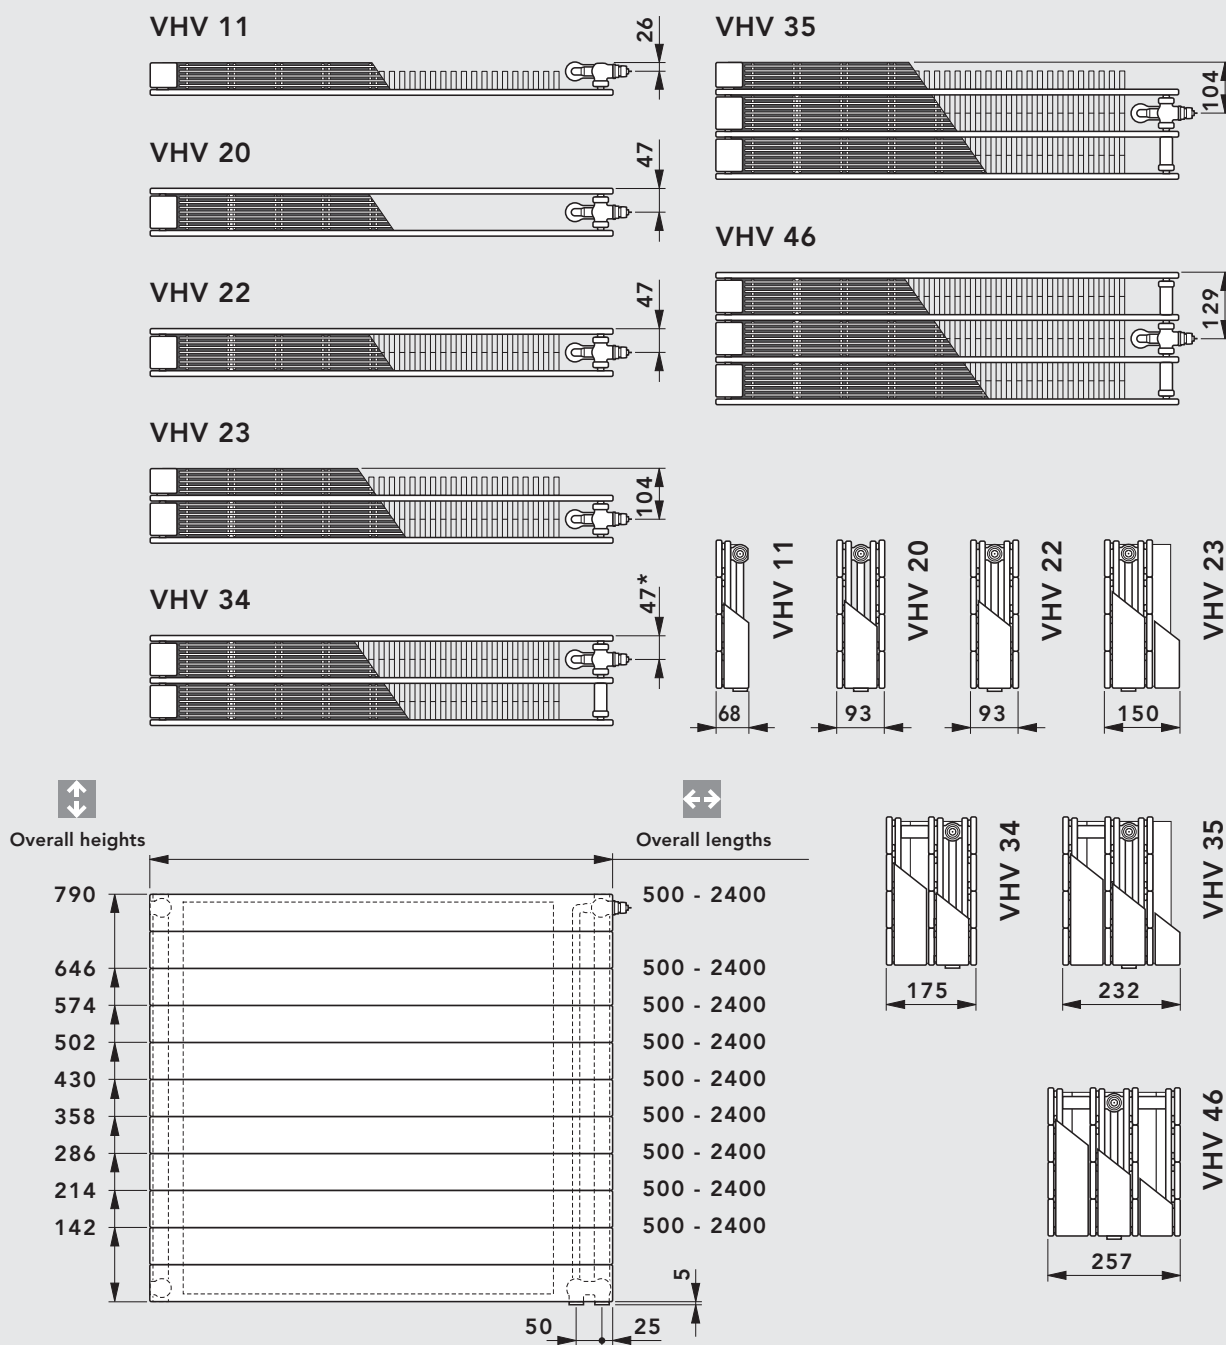 VHV 11
26
VHV 20
47
VHV 22
47
VHV 23
104
VHV 34
47*
VHV 35
104
VHV 46
129
VHV 11
68
VHV 20
93
VHV 22
93
VHV 23
150
VHV 34
175
VHV 35
232
VHV 46
257
Overall heights
Overall lengths
790 500 - 2400
646 500 - 2400
574 500 - 2400
502 500 - 2400
430 500 - 2400
358 500 - 2400
286 500 - 2400
214 500 - 2400
142 500 - 2400
5
50 25